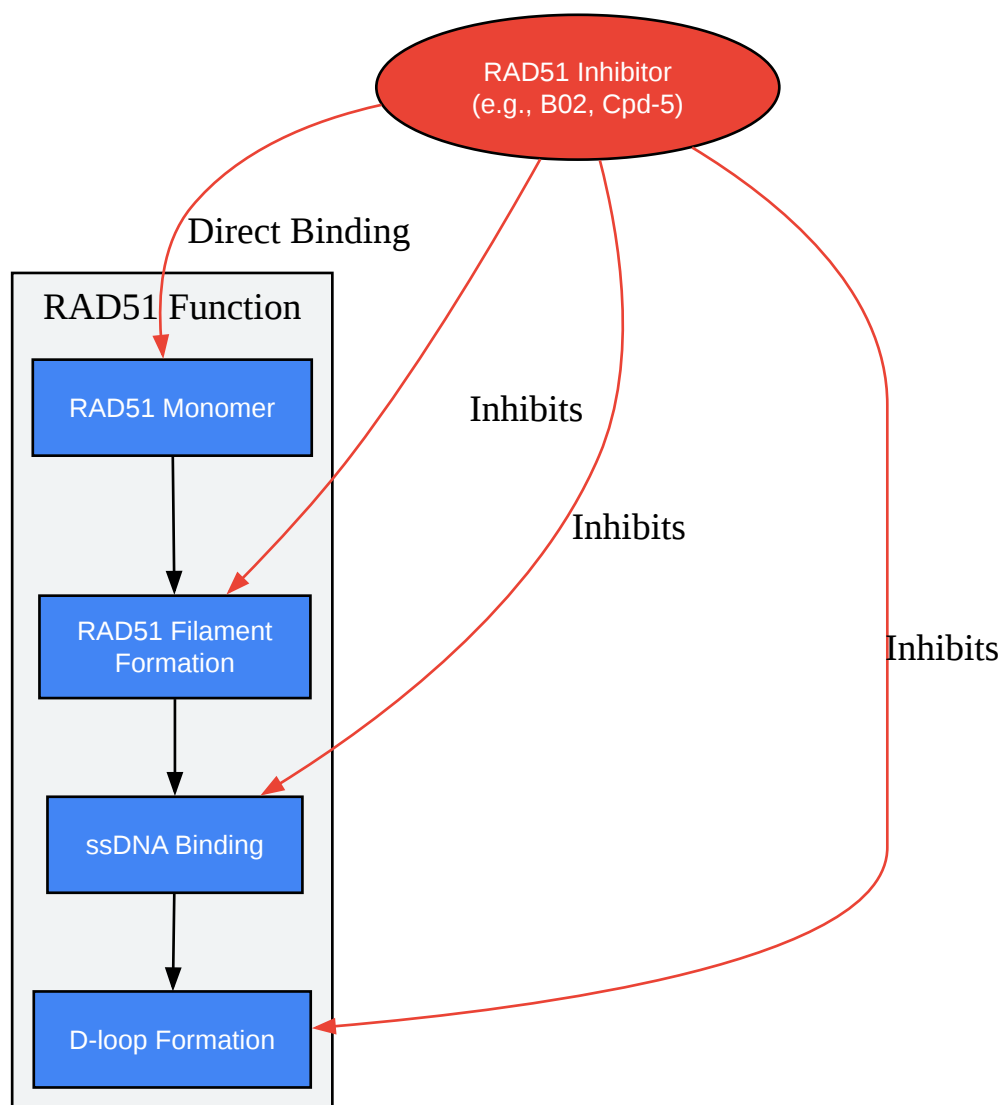 RAD51 Inhibitor
(e.g., B02, Cpd-5)
Direct Binding
RAD51 Function
RAD51 Monomer
Inhibits
Inhibits
RAD51 Filament
Formation
Inhibits
ssDNA Binding
D-loop Formation